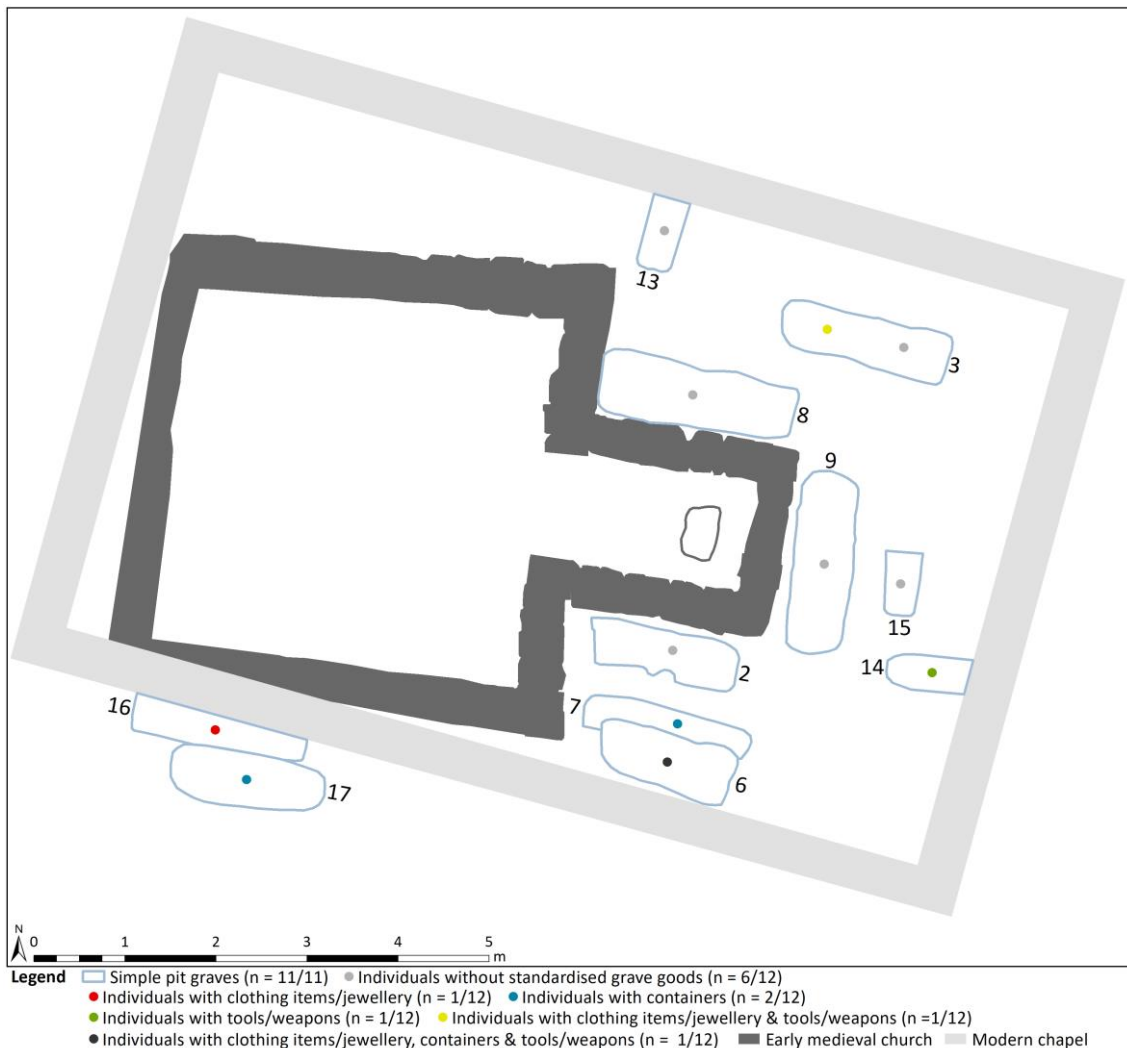 13
3
8
9
15
14
2
7
6
16
17
N
0 1 2 3 4 5
m
Legend Simple pit graves (n = 11/11) Individuals without standardised grave goods (n = 6/12)
Individuals with clothing items/jewellery (n = 1/12) Individuals with containers (n = 2/12)
Individuals with tools/weapons (n = 1/12) Individuals with clothing items/jewellery & tools/weapons (n =1/12)
Individuals with clothing items/jewellery, containers & tools/weapons (n = 1/12) Early medieval church Modern chapel